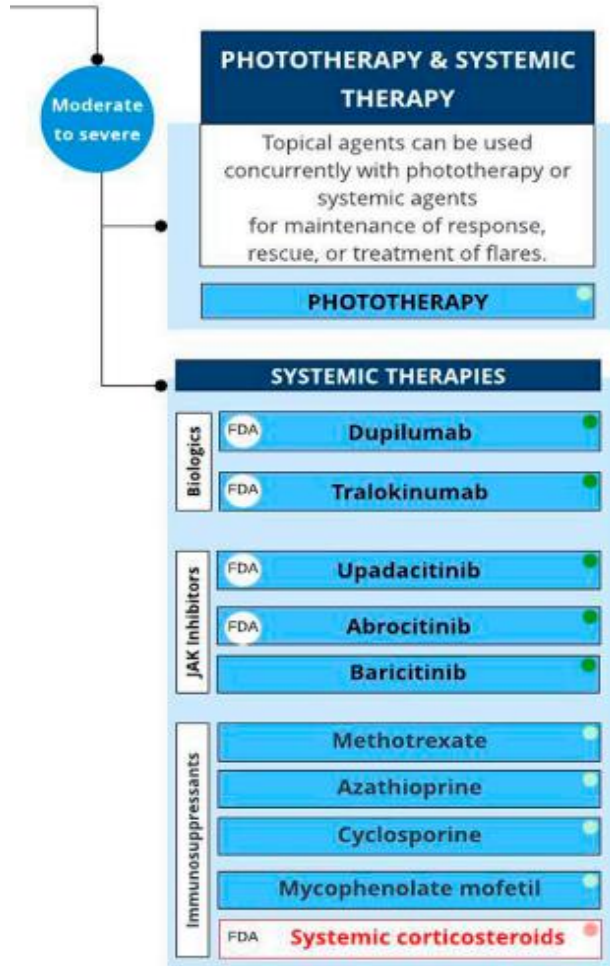 Moderate
to severe
PHOTOTHERAPY & SYSTEMIC
THERAPY
Topical agents can be used
concurrently with phototherapy or
systemic agents
for maintenance of response,
rescue, or treatment of flares.
PHOTOTHERAPY
SYSTEMIC THERAPIES
Biologics
FDA Dupilumab
FDA Tralokinumab
JAK Inhibitors
FDA Upadacitinib
FDA Abrocitinib
Baricitinib
Immunosuppressants
Methotrexate
Azathioprine
Cyclosporine
Mycophenolate mofetil
FDA Systemic corticosteroids